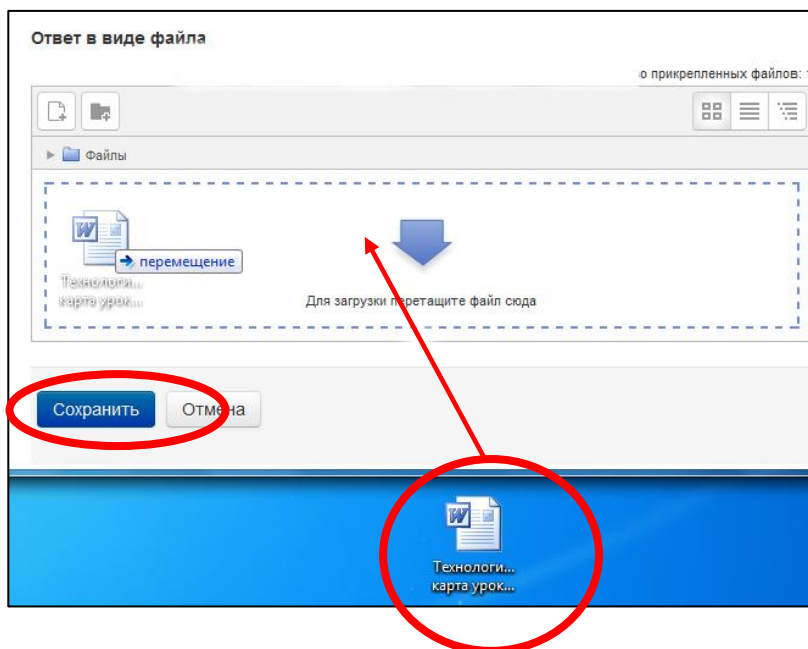 Ответ в виде файла
о прикрепленных файлов:
Файлы
перемещение
Технологи...
карта урок...
Для загрузки перетащите файл сюда
Сохранить
Отмена
Технологи...
карта урок...